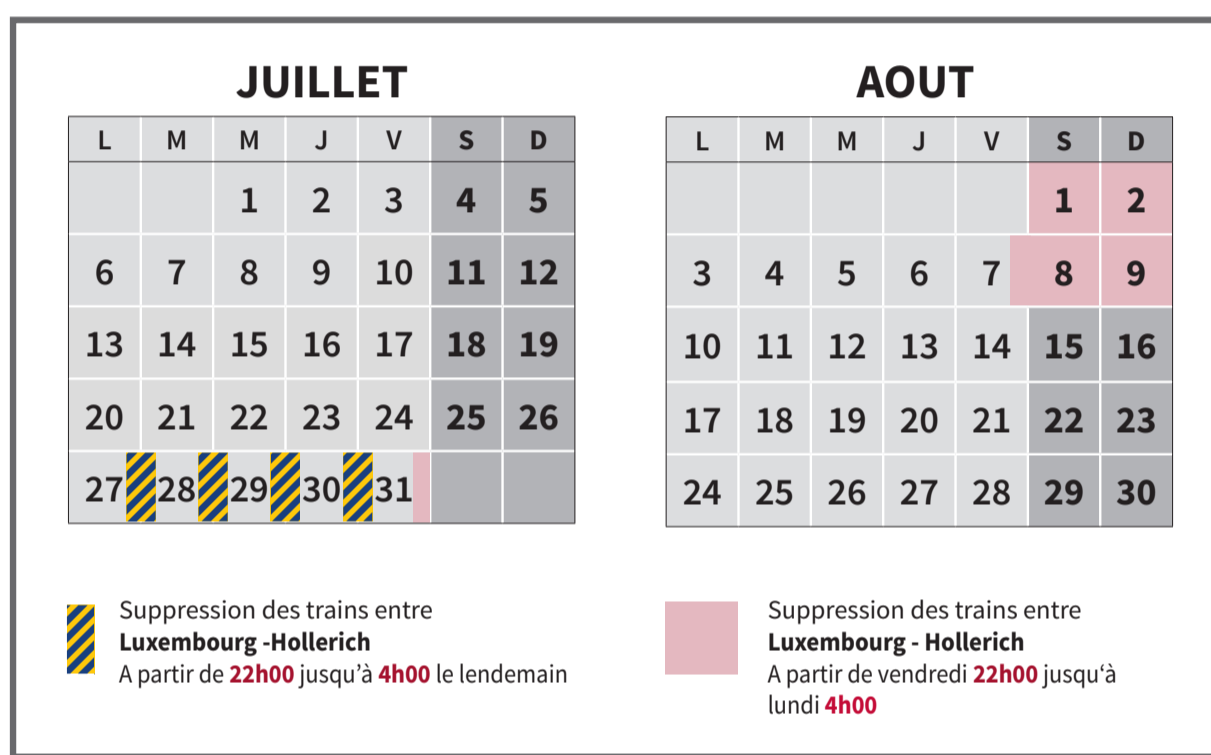 JUILLET
L M M J V S D
1 2 3 4 5
6 7 8 9 10 11 12
13 14 15 16 17 18 19
20 21 22 23 24 25 26
27 28 29 30 31
Suppression des trains entre
Luxembourg -Hollerich
A partir de 22h00 jusqu’à 4h00 le lendemain
AOUT
L M M J V S D
1 2
3 4 5 6 7 8 9
10 11 12 13 14 15 16
17 18 19 20 21 22 23
24 25 26 27 28 29 30
Suppression des trains entre
Luxembourg - Hollerich
A partir de vendredi 22h00 jusqu‘à
lundi 4h00